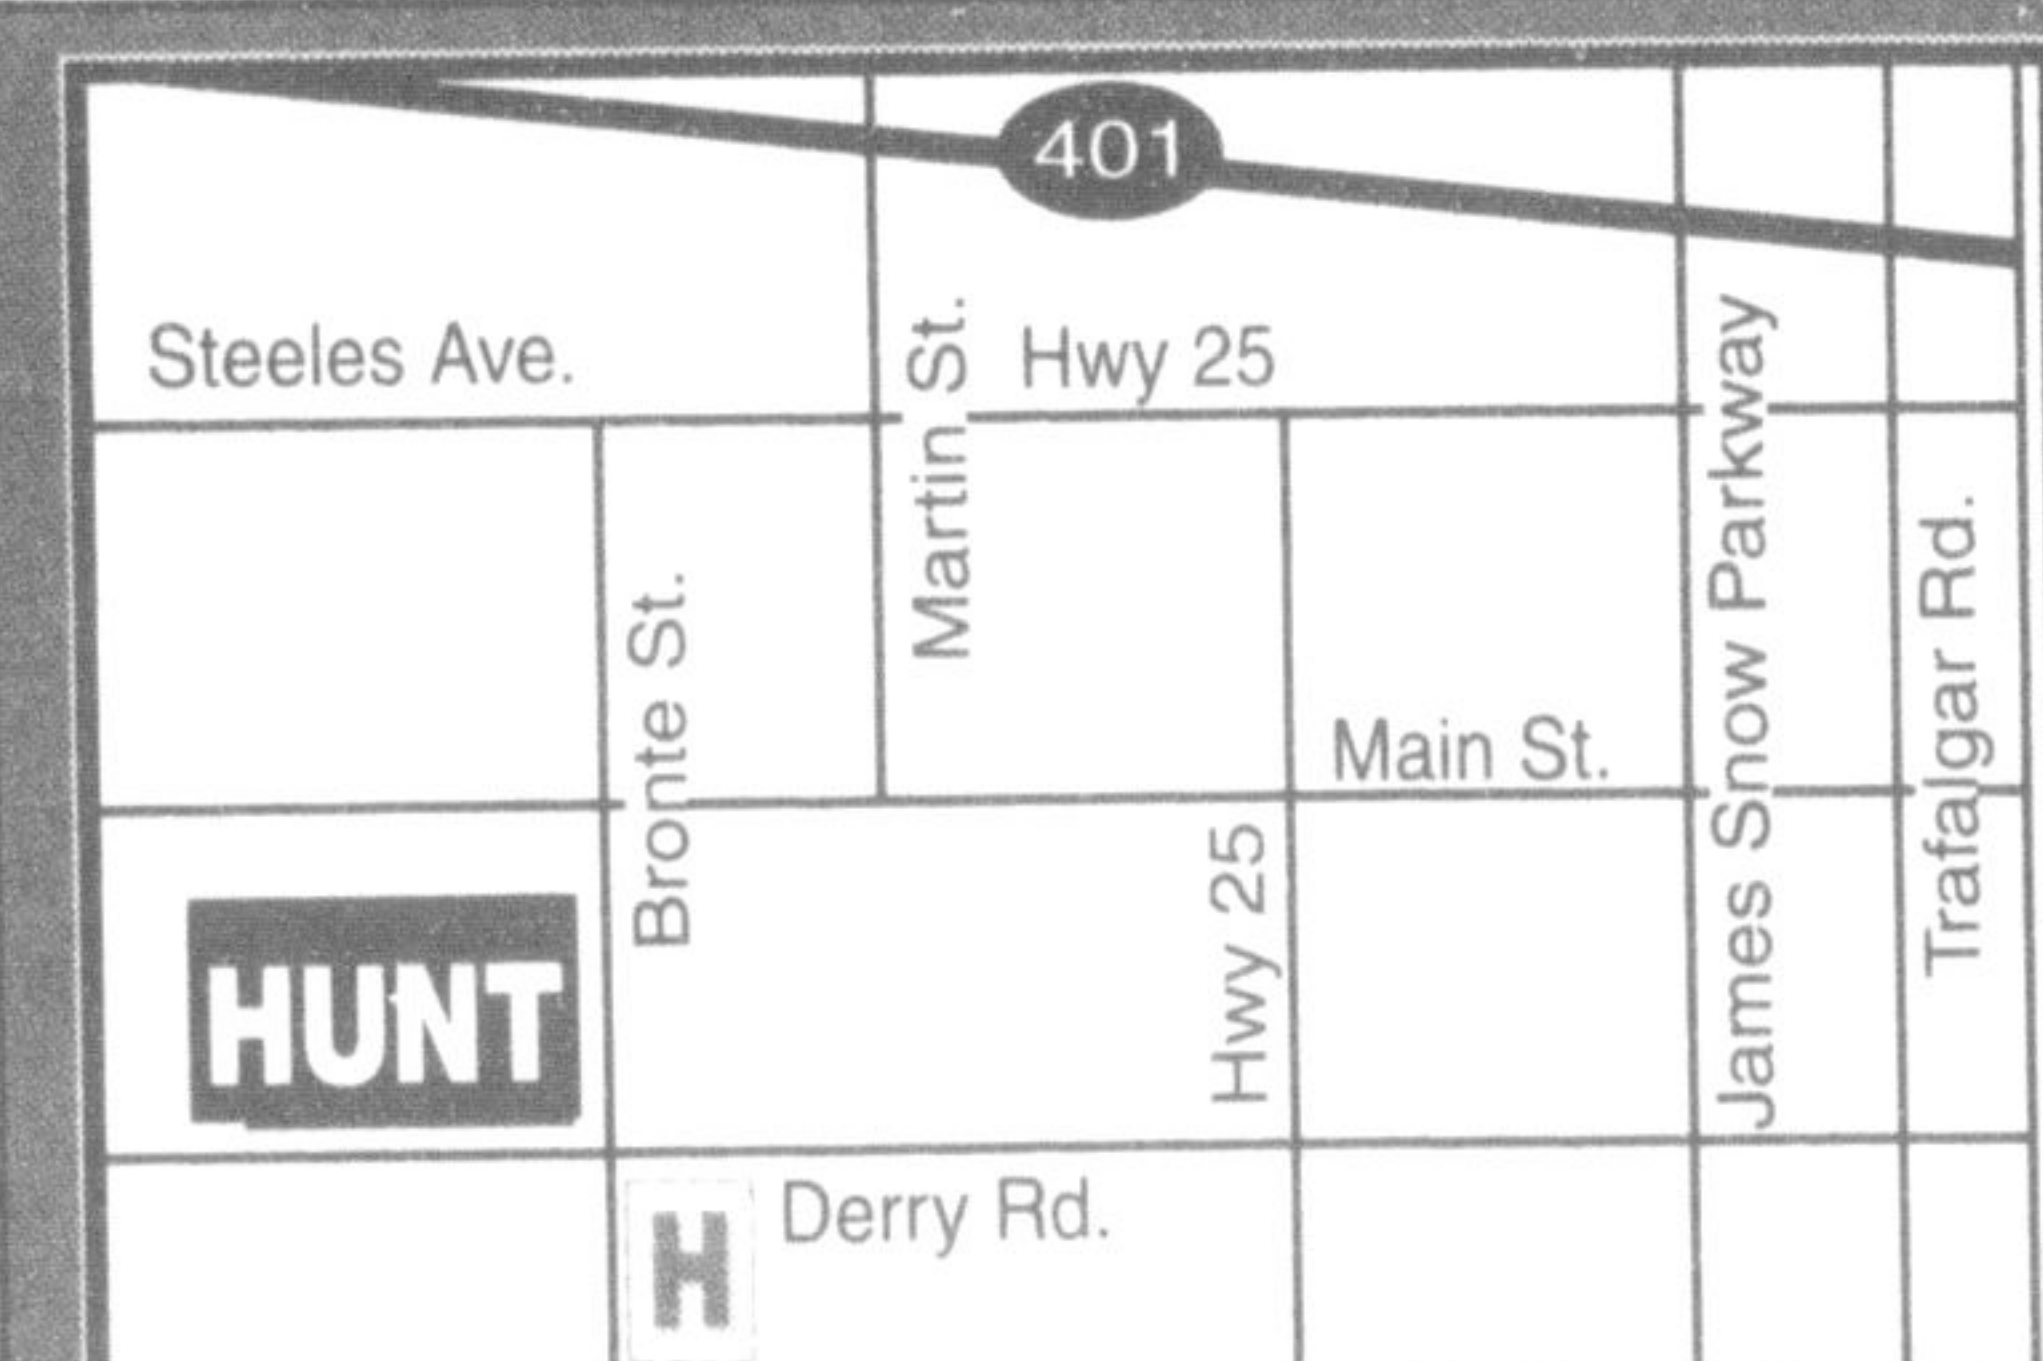 401
Steeles Ave.
Martin St.
Hwy 25
James Snow Parkway
Trafalgar Rd.
Bronte St.
Main St.
Hwy 25
HUNT
Derry Rd.
H